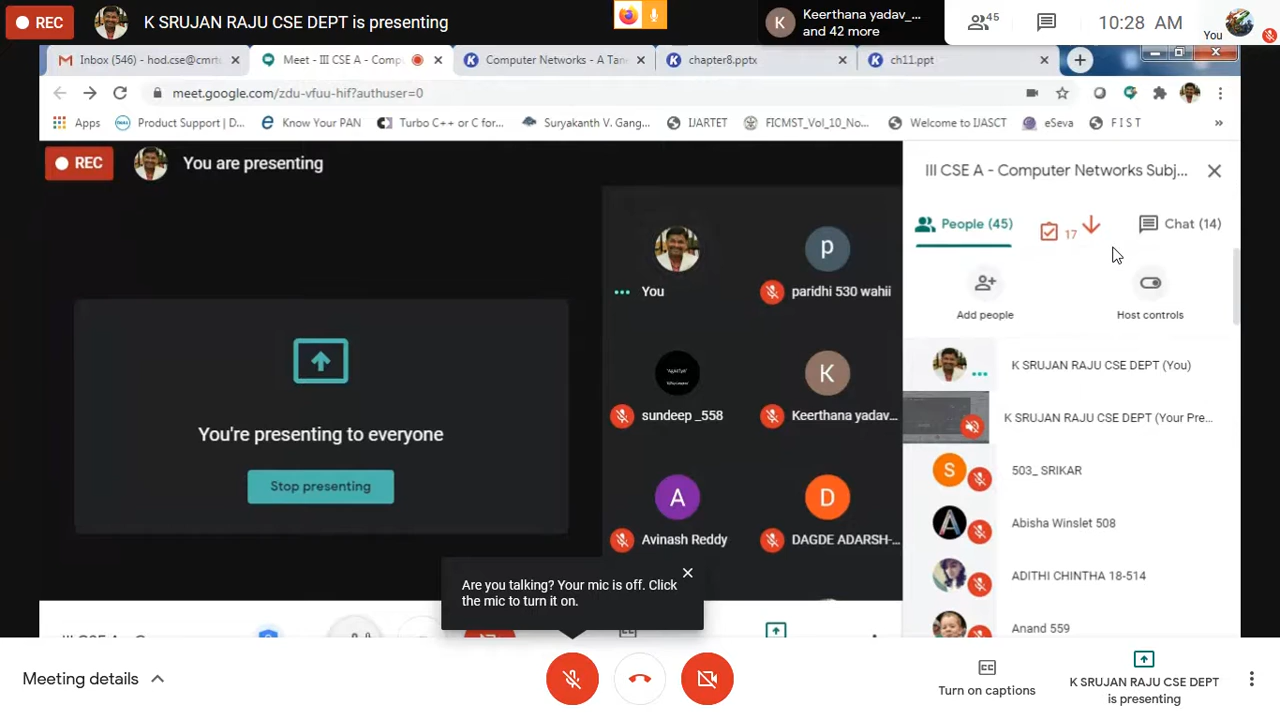 REC
K SRUJAN RAJU CSE DEPT is presenting
K
Keerthana yadav_...
and 42 more
45
10:28 AM
You
Inbox (546) - hod.cse@cmrt
Meet - III CSE A - Comp
Computer Networks - A Tan
chapter8.pptx
ch11.ppt
meet.google.com/zdu-vfuu-hif?authuser=0
Apps
Product Support | D...
Know Your PAN
Turbo C++ or C for...
Suryakanth V. Gang...
IJARTET
FICMST_Vol_10_No...
Welcome to IJASCT
eSeva
F I S T
»
REC
You are presenting
III CSE A - Computer Networks Subj...
People (45)
17
Chat (14)
Add people
Host controls
You
p
paridhi 530 wahii
sundeep _558
K
Keerthana yadav...
A
Avinash Reddy
D
DAGDE ADARSH-...
You're presenting to everyone
Stop presenting
K SRUJAN RAJU CSE DEPT (You)
K SRUJAN RAJU CSE DEPT (Your Pre...
S
503_ SRIKAR
Abisha Winslet 508
ADITHI CHINTHA 18-514
Anand 559
Are you talking? Your mic is off. Click
the mic to turn it on.
Meeting details
Turn on captions
K SRUJAN RAJU CSE DEPT
is presenting